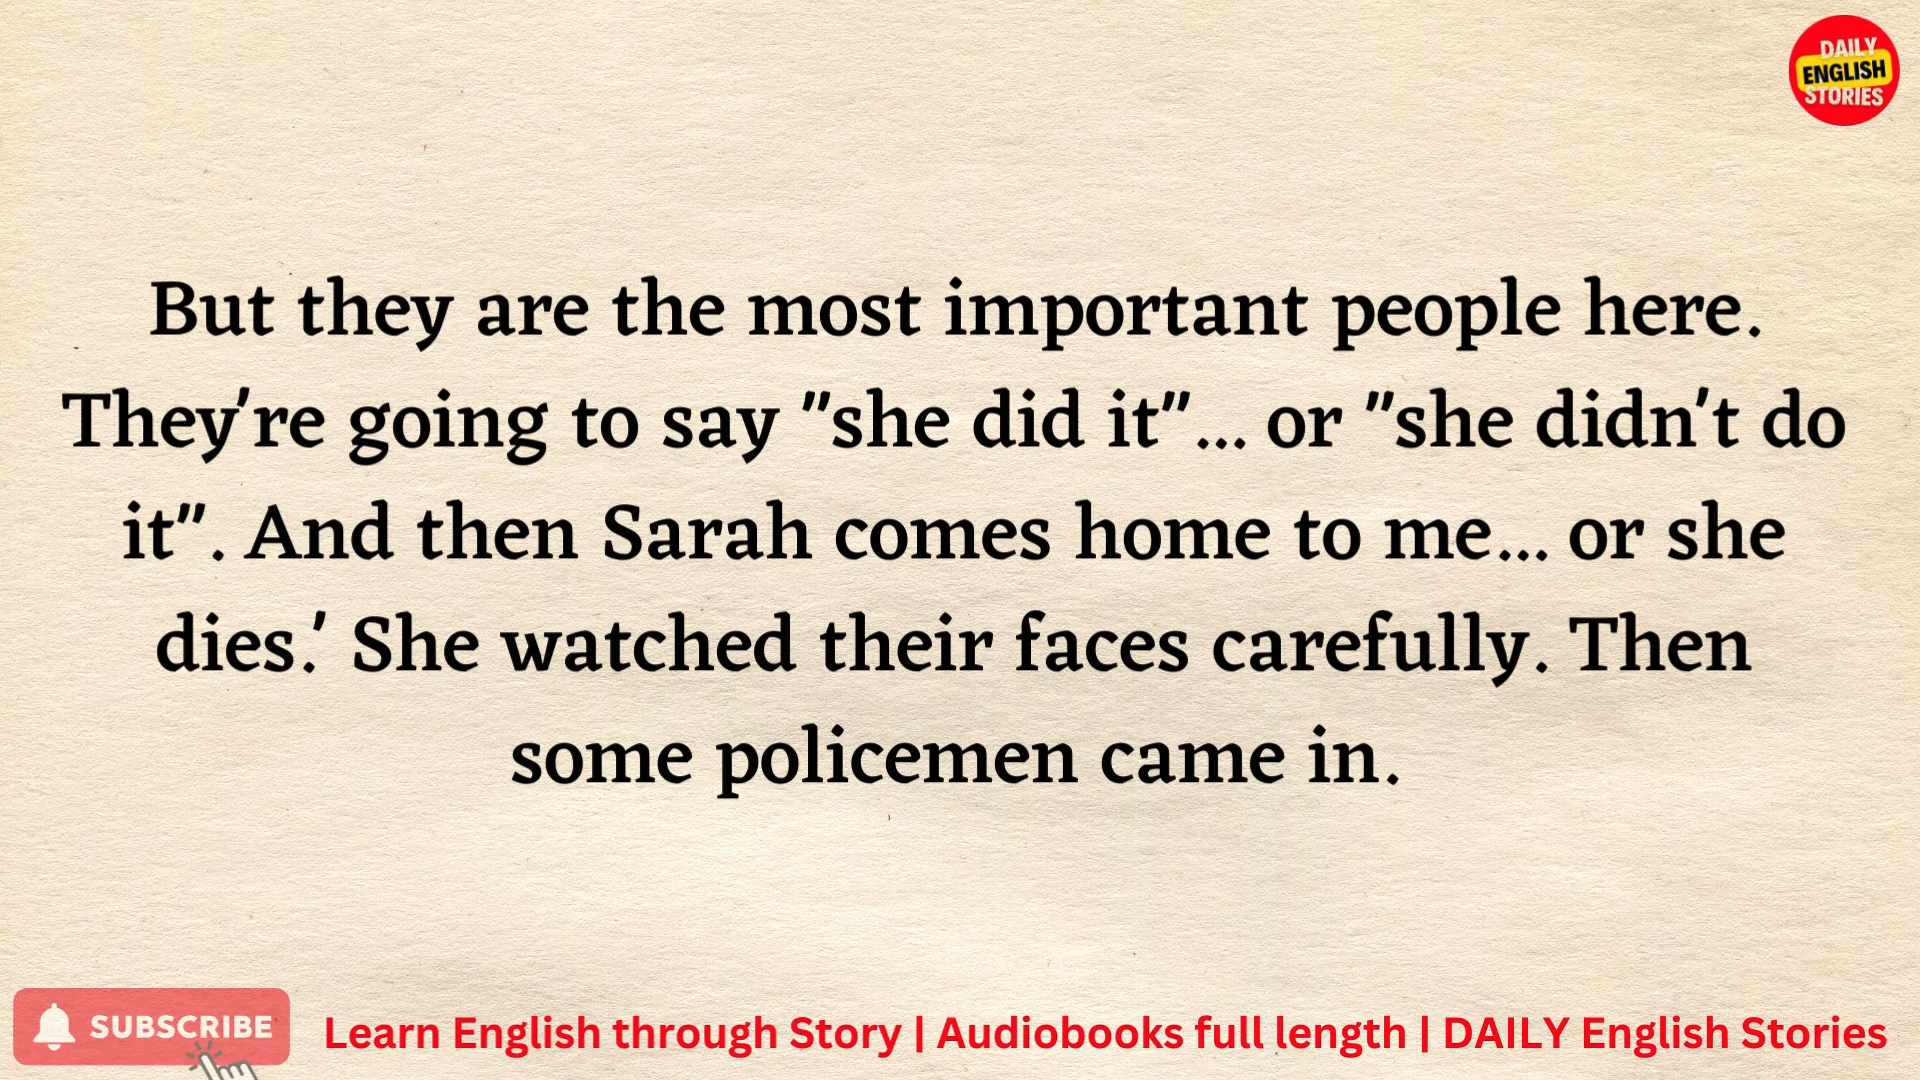 DAILY
ENGLISH
STORIES
But they are the most important people here.
They're going to say "she did it"... or "she didn't do
it". And then Sarah comes home to me... or she
dies.' She watched their faces carefully. Then
some policemen came in.
SUBSCRIBE
Learn English through Story | Audiobooks full length | DAILY English Stories